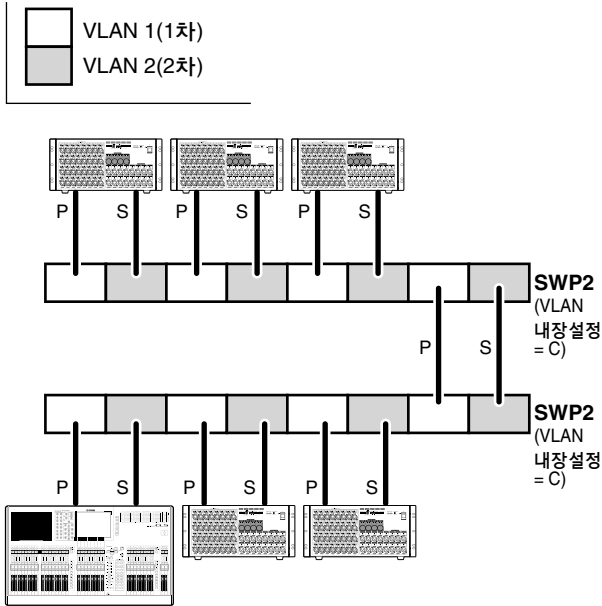 VLAN 1(1차)
VLAN 2(2차)
P S P S P S
SWP2
(VLAN
내장설정
= C)
P S
SWP2
(VLAN
내장설정
= C)
P S P S P S